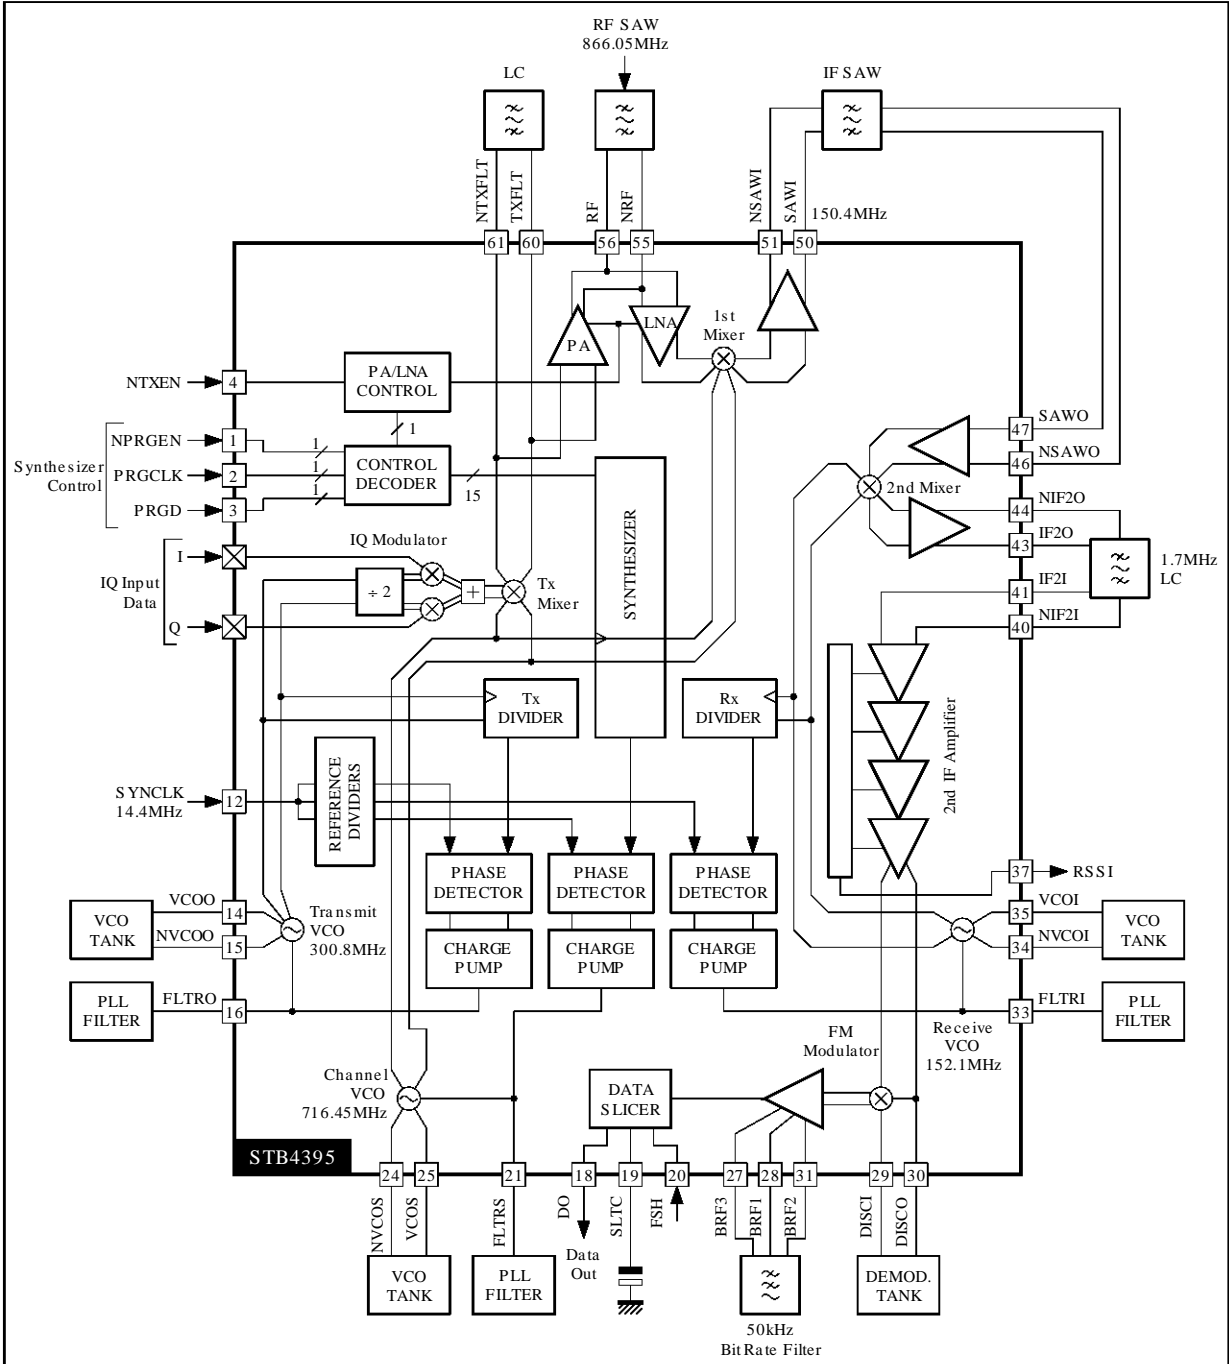 RF SAW
866.05MHz
LC
IF SAW
NTXFLT
TXFLT
RF
NRF
NSAWI
SAWI
150.4MHz
61
60
56
55
51
50
PA
LNA
1st
Mixer
NTXEN
4
PA/LNA
CONTROL
1
Synthesizer
Control
NPRGEN
1
1
PRGCLK
2
1
PRGD
3
1
CONTROL
DECODER
15
SYNTHESIZER
SAWO
47
NSAWO
46
2nd Mixer
NIF2O
44
IF2O
43
1.7MHz
LC
IF2I
41
NIF2I
40
IQ Input
Data
I
Q
IQ Modulator
÷ 2
+
Tx
Mixer
Tx
DIVIDER
Rx
DIVIDER
2nd IF Amplifier
SYNCLK
14.4MHz
12
REFERENCE
DIVIDERS
PHASE
DETECTOR
PHASE
DETECTOR
PHASE
DETECTOR
CHARGE
PUMP
CHARGE
PUMP
CHARGE
PUMP
37
RSSI
VCO
TANK
VCOO
14
NVCOO
15
Transmit
VCO
300.8MHz
VCOI
35
NVCOI
34
VCO
TANK
PLL
FILTER
FLTRO
16
33
FLTRI
PLL
FILTER
Receive
VCO
152.1MHz
FM
Modulator
Channel
VCO
716.45MHz
DATA
SLICER
STB4395
24
25
21
18
19
20
27
28
31
29
30
NVCOS
VCOS
FLTRS
DO
SLTC
FSH
BRF3
BRF1
BRF2
DISCI
DISCO
VCO
TANK
PLL
FILTER
Data
Out
DEMOD.
TANK
50kHz
Bit Rate Filter